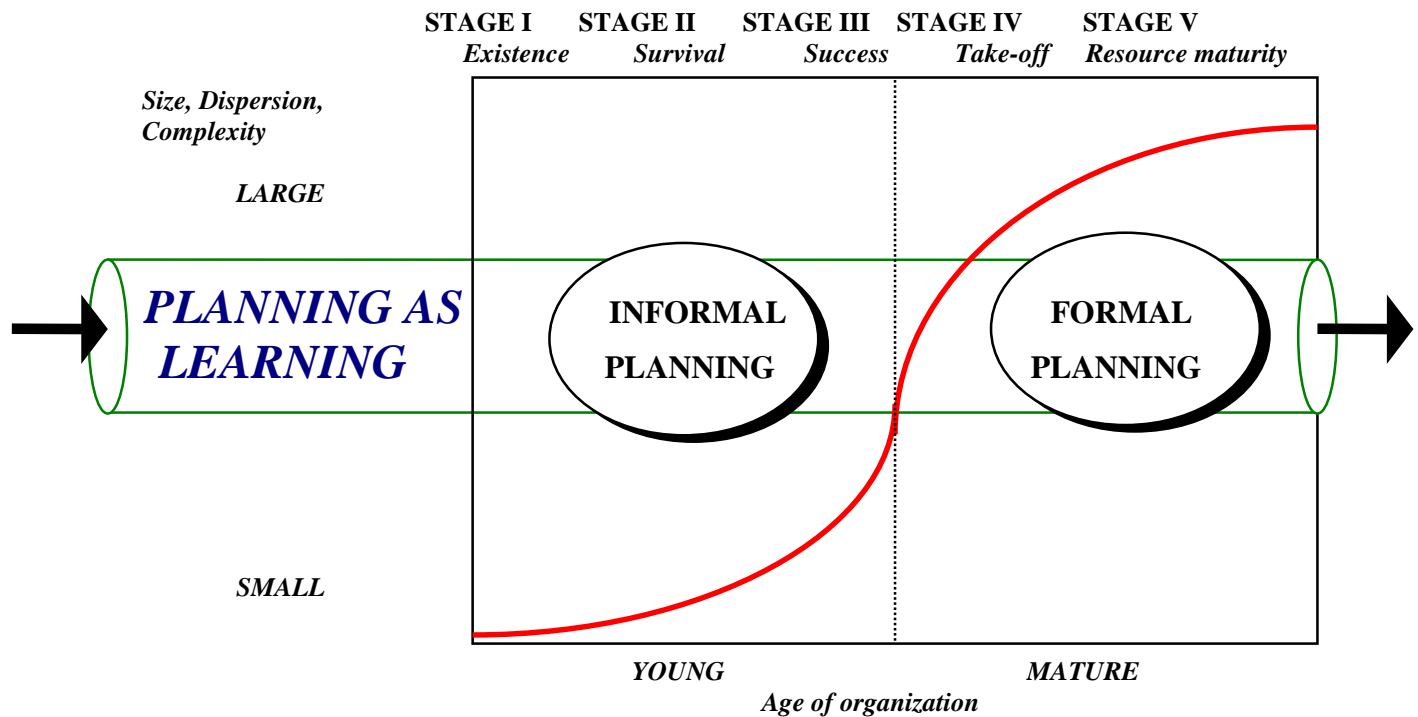 STAGE I STAGE II STAGE III STAGE IV STAGE V
Existence Survival Success Take-off Resource maturity
Size, Dispersion,
Complexity
LARGE
PLANNING AS
LEARNING
INFORMAL
PLANNING
FORMAL
PLANNING
SMALL
YOUNG MATURE
Age of organization